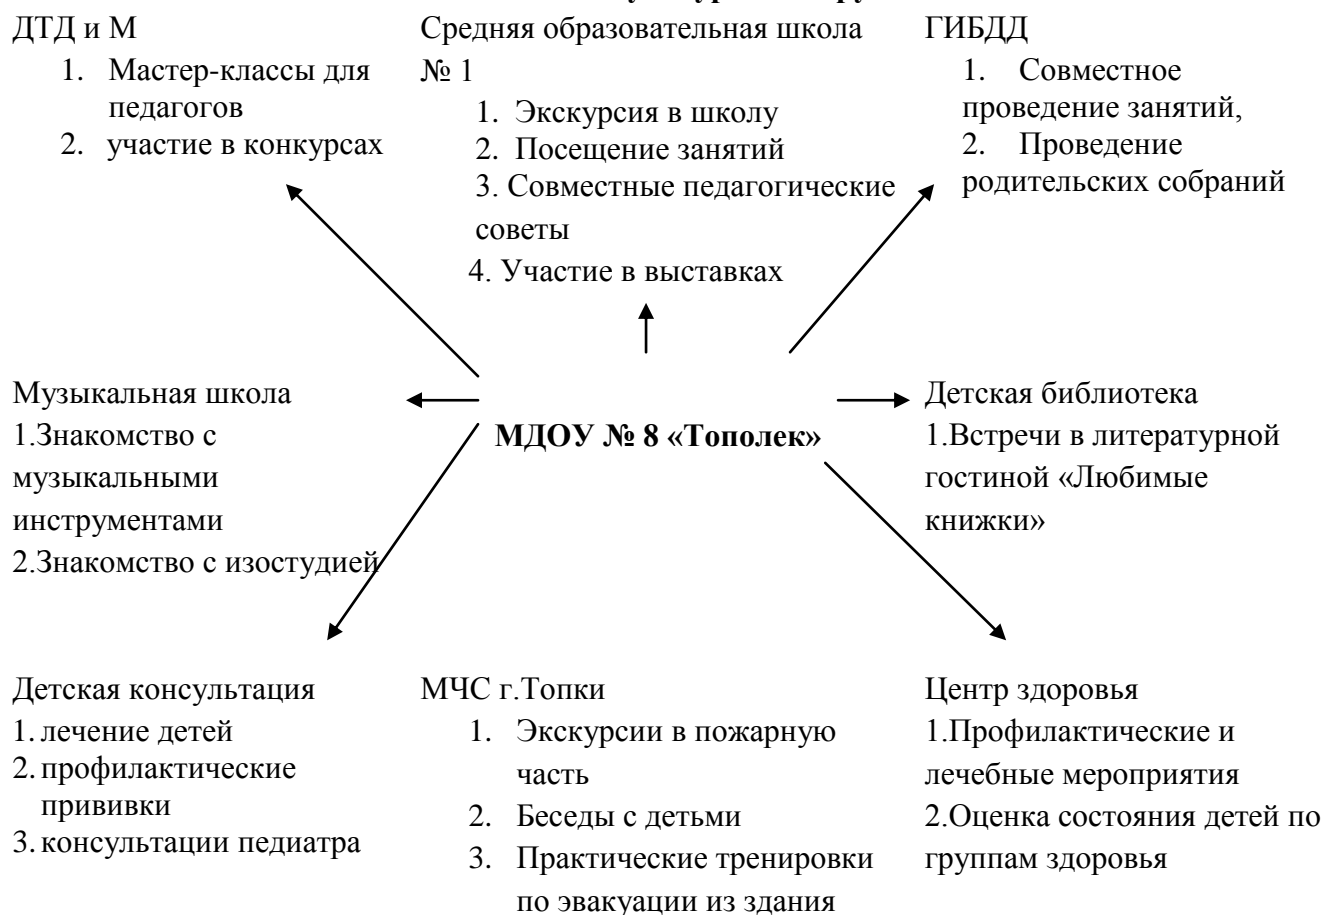 ДТД и М
1. Мастер-классы для
педагогов
2. участие в конкурсах
Средняя образовательная школа
№ 1
1. Экскурсия в школу
2. Посещение занятий
3. Совместные педагогические
советы
4. Участие в выставках
ГИБДД
1. Совместное
проведение занятий,
2. Проведение
родительских собраний
Музыкальная школа
1.Знакомство с
музыкальными
инструментами
2.Знакомство с изостудией
МДОУ № 8 «Тополек»
Детская библиотека
1.Встречи в литературной
гостиной «Любимые
книжки»
Детская консультация
1. лечение детей
2. профилактические
прививки
3. консультации педиатра
МЧС г.Топки
1. Экскурсии в пожарную
часть
2. Беседы с детьми
3. Практические тренировки
по эвакуации из здания
Центр здоровья
1.Профилактические и
лечебные мероприятия
2.Оценка состояния детей по
группам здоровья